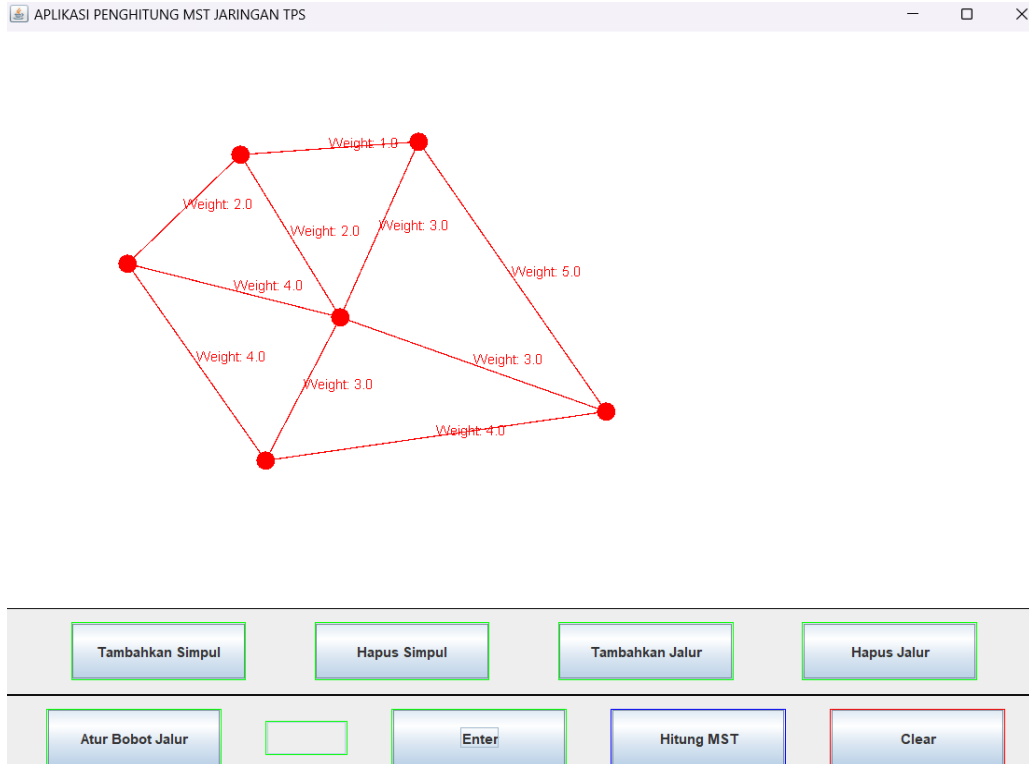 APLIKASI PENGHITUNG MST JARINGAN TPS
Weight: 1.0
Weight: 2.0
Weight: 3.0
Weight: 2.0
Weight: 5.0
Weight: 4.0
Weight: 4.0
Weight: 3.0
Weight: 3.0
Weight: 4.0
Tambahkan Simpul
Hapus Simpul
Tambahkan Jalur
Hapus Jalur
Atur Bobot Jalur
Enter
Hitung MST
Clear